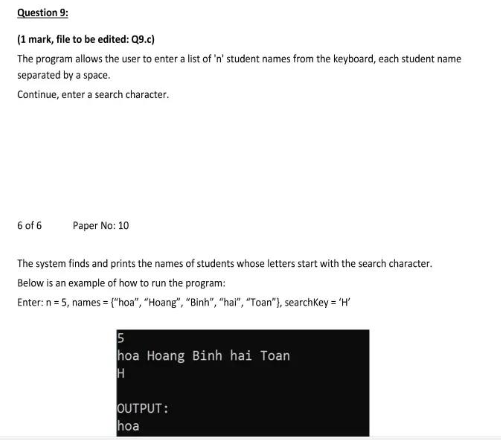 Question 9:
(1 mark, file to be edited: Q9.c)
The program allows the user to enter a list of 'n' student names from the keyboard, each student name
separated by a space.
Continue, enter a search character.
6 of 6 Paper No: 10
The system finds and prints the names of students whose letters start with the search character.
Below is an example of how to run the program:
Enter: n = 5, names = {"hoa", "Hoang", "Binh", "hai", "Toan"}, searchKey = 'H'
5
hoa Hoang Binh hai Toan
H
OUTPUT:
hoa